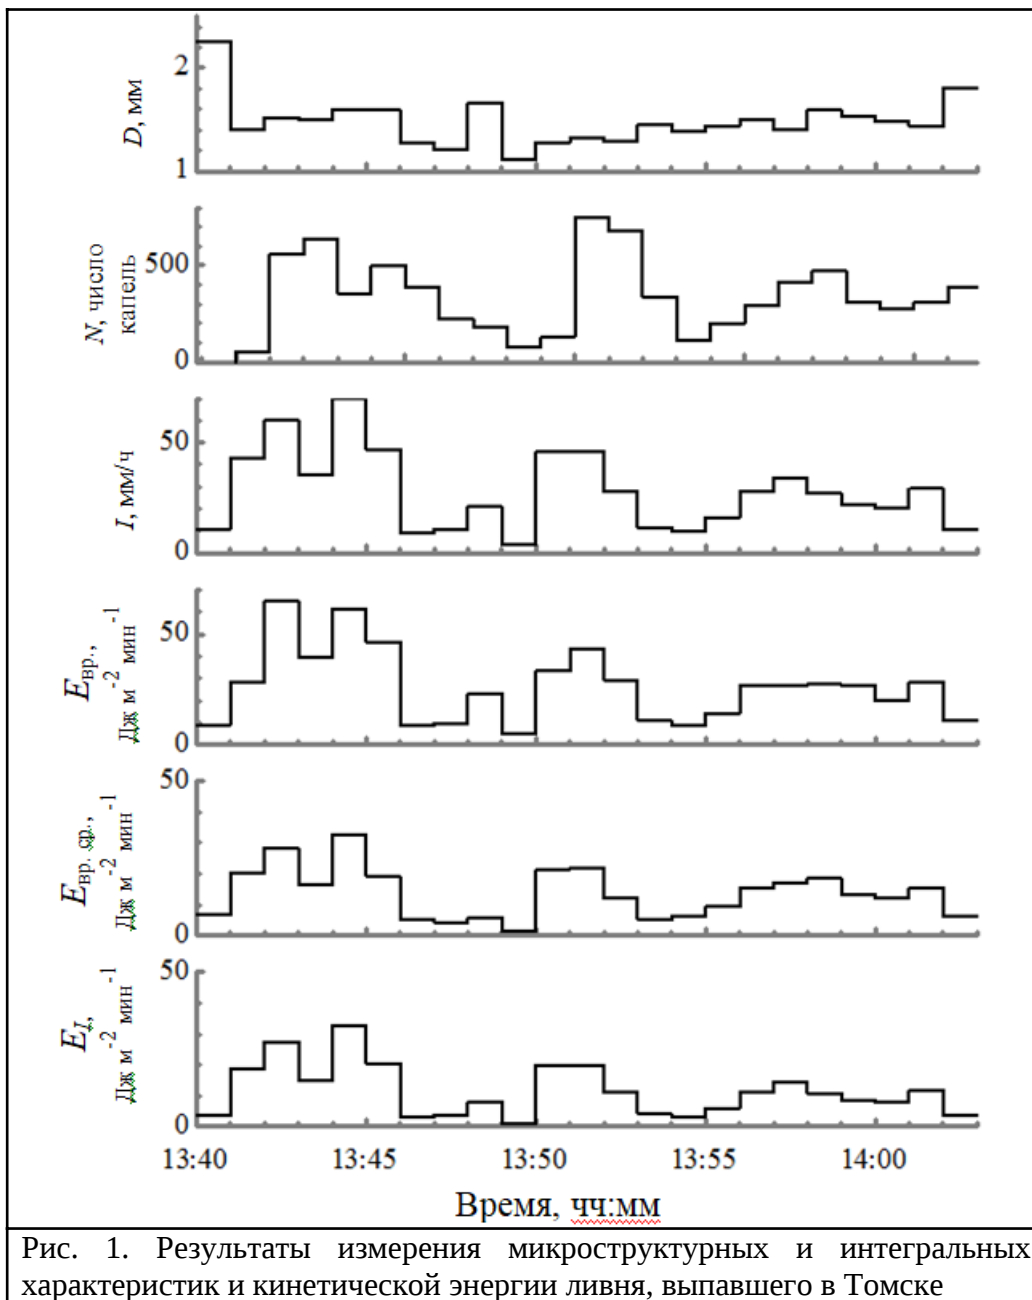 D, мм
2
1
N, число
капель
500
0
I, мм/ч
50
0
Eвр.,
Дж м-2 мин-1
50
0
Eвр. ср.,
Дж м-2 мин-1
50
0
EI,
Дж м-2 мин-1
50
0
13:40 13:45 13:50 13:55 14:00
Время, чч:мм
Рис. 1. Результаты измерения микроструктурных и интегральных
характеристик и кинетической энергии ливня, выпавшего в Томске